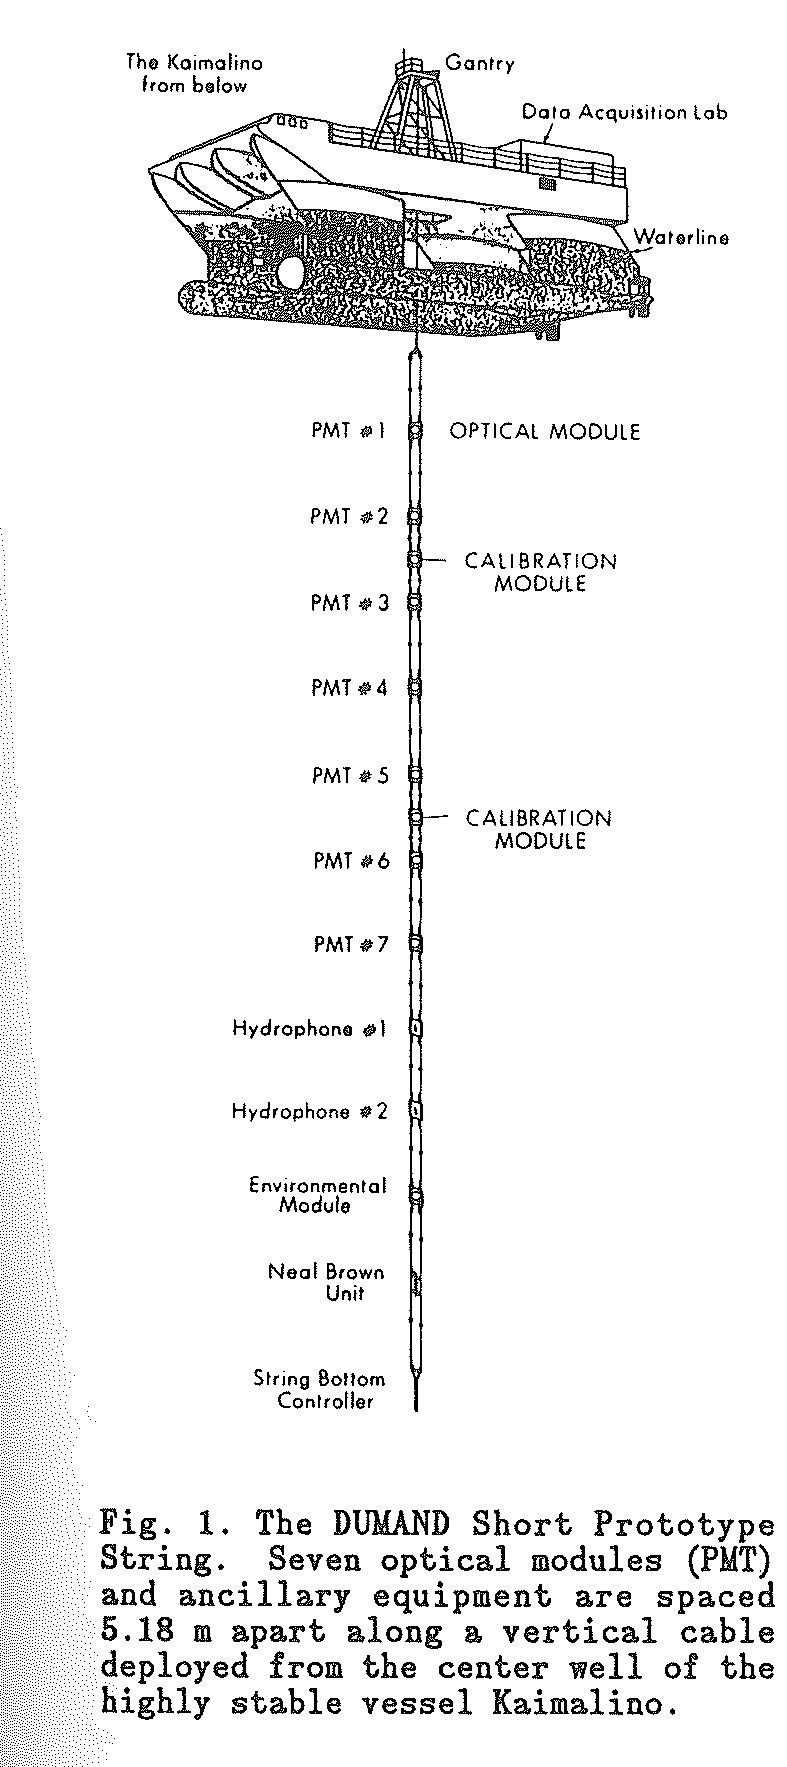 The Kaimalino
from below
Gantry
Data Acquisition Lab
Waterline
PMT #1
OPTICAL MODULE
PMT #2
CALIBRATION
MODULE
PMT #3
PMT #4
PMT #5
CALIBRATION
MODULE
PMT #6
PMT #7
Hydrophone #1
Hydrophone #2
Environmental
Module
Neal Brown
Unit
String Bottom
Controller
Fig. 1. The DUMAND Short Prototype
String. Seven optical modules (PMT)
and ancillary equipment are spaced
5.18 m apart along a vertical cable
deployed from the center well of the
highly stable vessel Kaimalino.